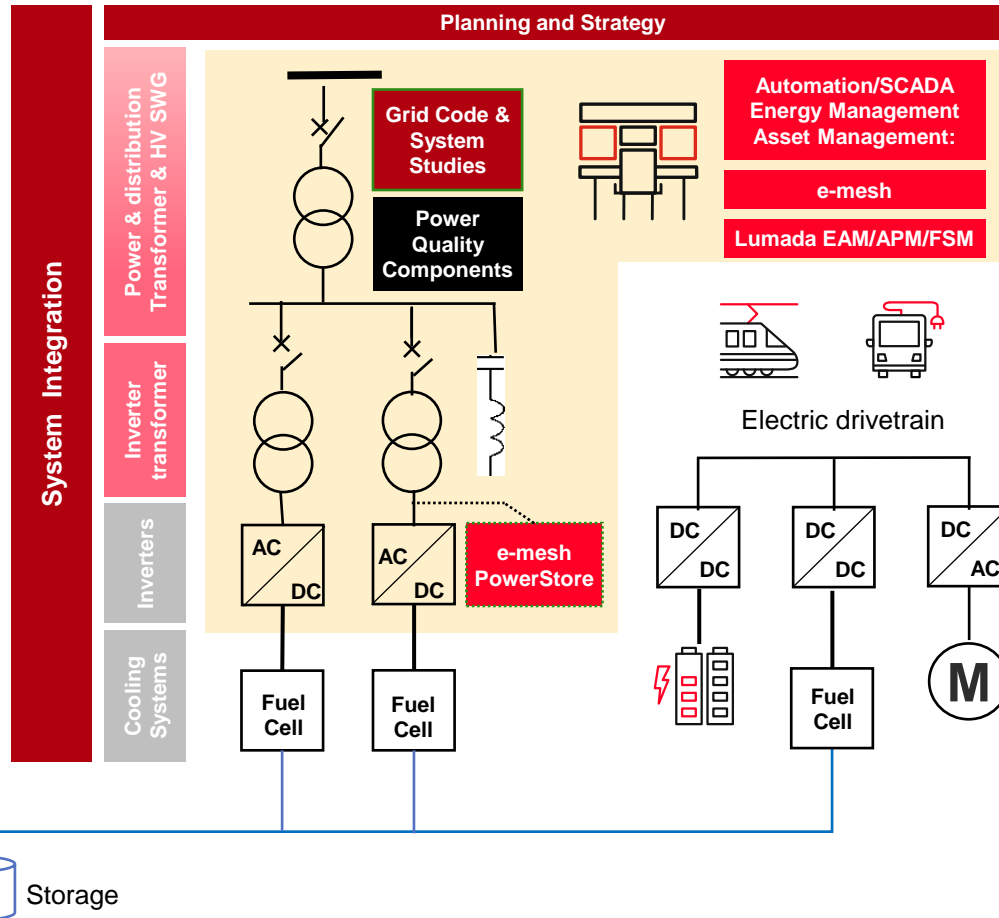 Planning and Strategy
System Integration
Power & distribution
Transformer & HV SWG
Grid Code &
System
Studies
Power
Quality
Components
Automation/SCADA
Energy Management
Asset Management:
e-mesh
Lumada EAM/APM/FSM
Inverter
transformer
Electric drivetrain
Inverters
AC
DC
AC
DC
e-mesh
PowerStore
DC
DC
DC
DC
DC
AC
Cooling
Systems
Fuel
Cell
Fuel
Cell
Fuel
Cell
M
Storage